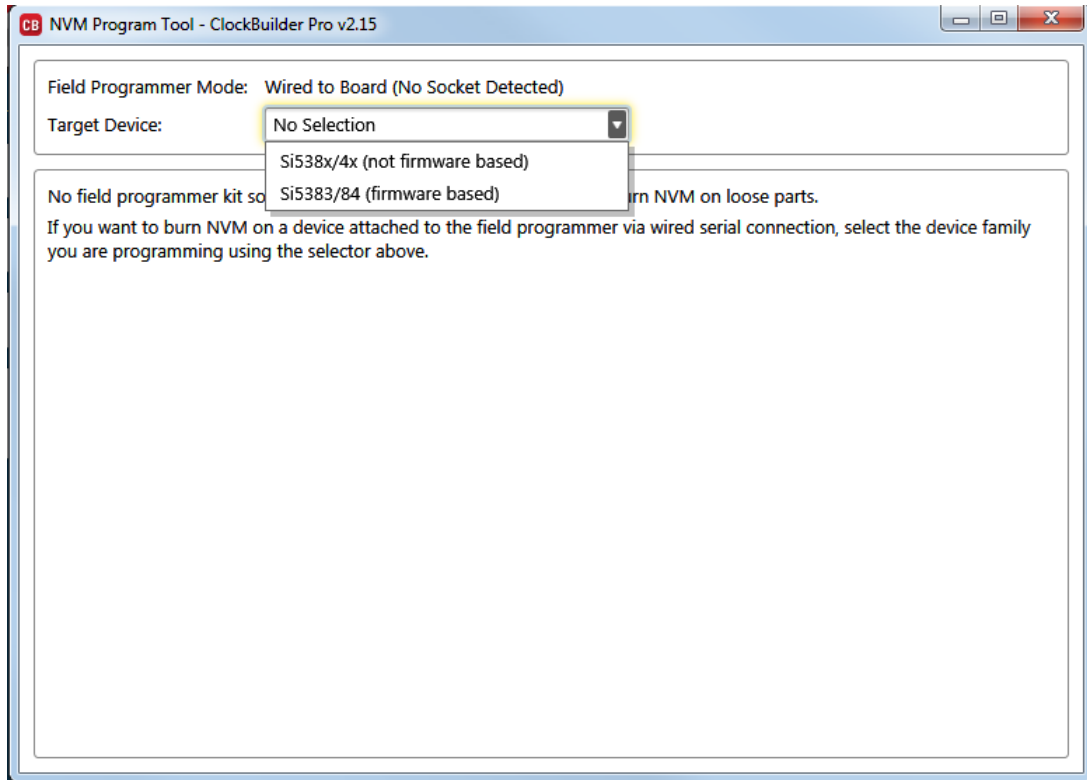 CB NVM Program Tool - ClockBuilder Pro v2.15
Field Programmer Mode: Wired to Board (No Socket Detected)
Target Device: No Selection
Si538x/4x (not firmware based)
Si5383/84 (firmware based)
No field programmer kit so
rn NVM on loose parts.
If you want to burn NVM on a device attached to the field programmer via wired serial connection, select the device family
you are programming using the selector above.